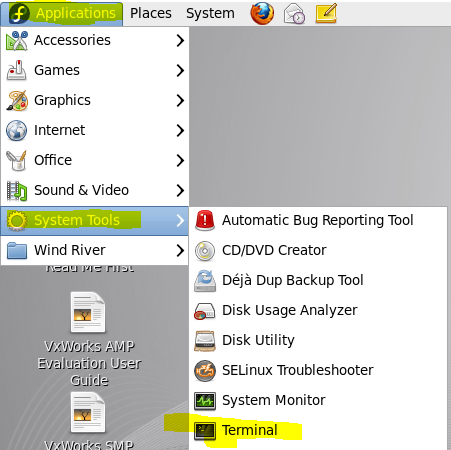 Applications Places System
Accessories
Games
Graphics
Internet
Office
Sound & Video
System Tools
Wind River
Automatic Bug Reporting Tool
CD/DVD Creator
Déjà Dup Backup Tool
Disk Usage Analyzer
Disk Utility
SELinux Troubleshooter
System Monitor
Terminal
Read Me First
VxWorks AMP
Evaluation User
Guide
VxWorks SMP